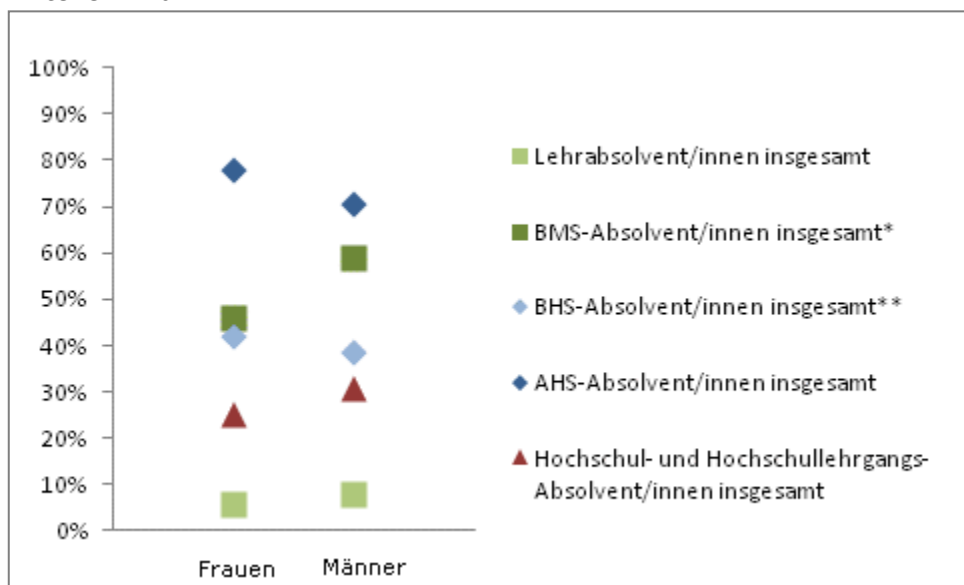 100%
90%
80%
70%
60%
50%
40%
30%
20%
10%
0%
Frauen
Männer
Lehrabsolvent/innen insgesamt
BMS-Absolvent/innen insgesamt*
BHS-Absolvent/innen insgesamt**
AHS-Absolvent/innen insgesamt
Hochschul- und Hochschullehrgangs-
Absolvent/innen insgesamt